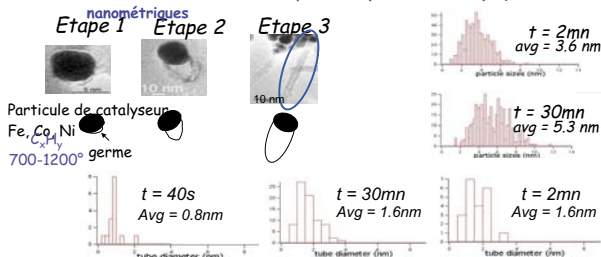 nanométriques
Etape 1
Etape 2
Etape 3
5 nm
10 nm
10 nm
Particule de catalyseur
Fe, Co, Ni
CxHy
700-1200°
germe
t = 2mn
avg = 3.6 nm
particle sizes (nm)
t = 30mn
avg = 5.3 nm
particle sizes (nm)
t = 40s
Avg = 0.8nm
tube diameter (nm)
t = 30mn
Avg = 1.6nm
tube diameter (nm)
t = 2mn
Avg = 1.6nm
tube diameter (nm)